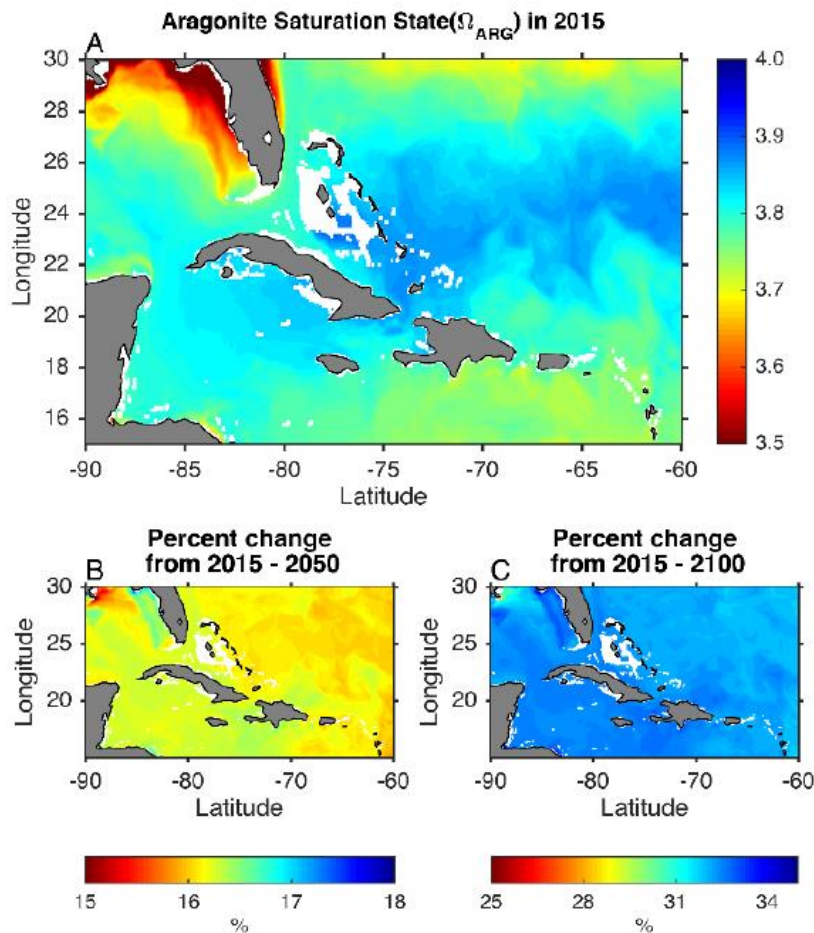 Aragonite Saturation State(Ω_ARG) in 2015
A
30
28
26
24
22
20
18
16
Longitude
-90 -85 -80 -75 -70 -65 -60
Latitude
4.0
3.9
3.8
3.7
3.6
3.5
Percent change
from 2015 - 2050
B
30
25
20
Longitude
-90 -80 -70 -60
Latitude
15 16 17 18
%
Percent change
from 2015 - 2100
C
30
25
20
Longitude
-90 -80 -70 -60
Latitude
25 28 31 34
%